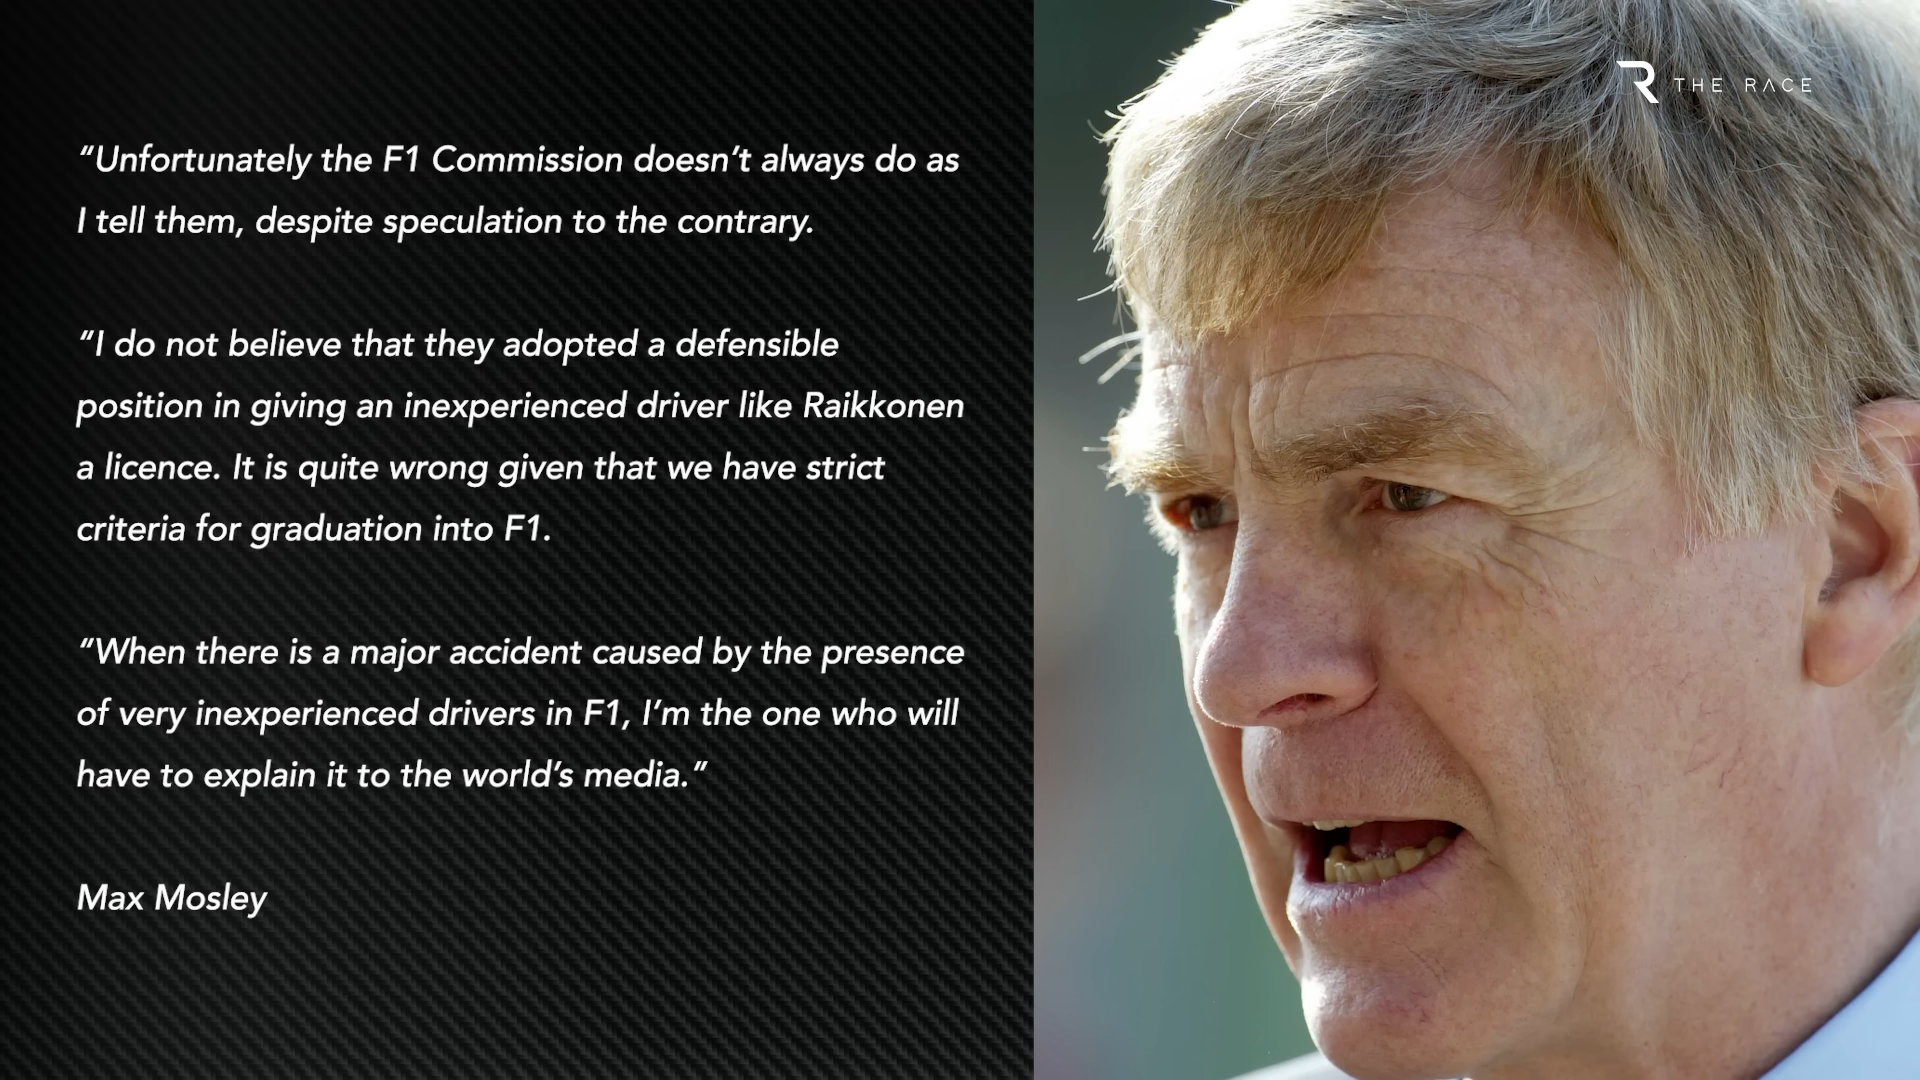 “Unfortunately the F1 Commission doesn’t always do as
I tell them, despite speculation to the contrary.
“I do not believe that they adopted a defensible
position in giving an inexperienced driver like Raikkonen
a licence. It is quite wrong given that we have strict
criteria for graduation into F1.
“When there is a major accident caused by the presence
of very inexperienced drivers in F1, I’m the one who will
have to explain it to the world’s media.”
Max Mosley
THE RACE